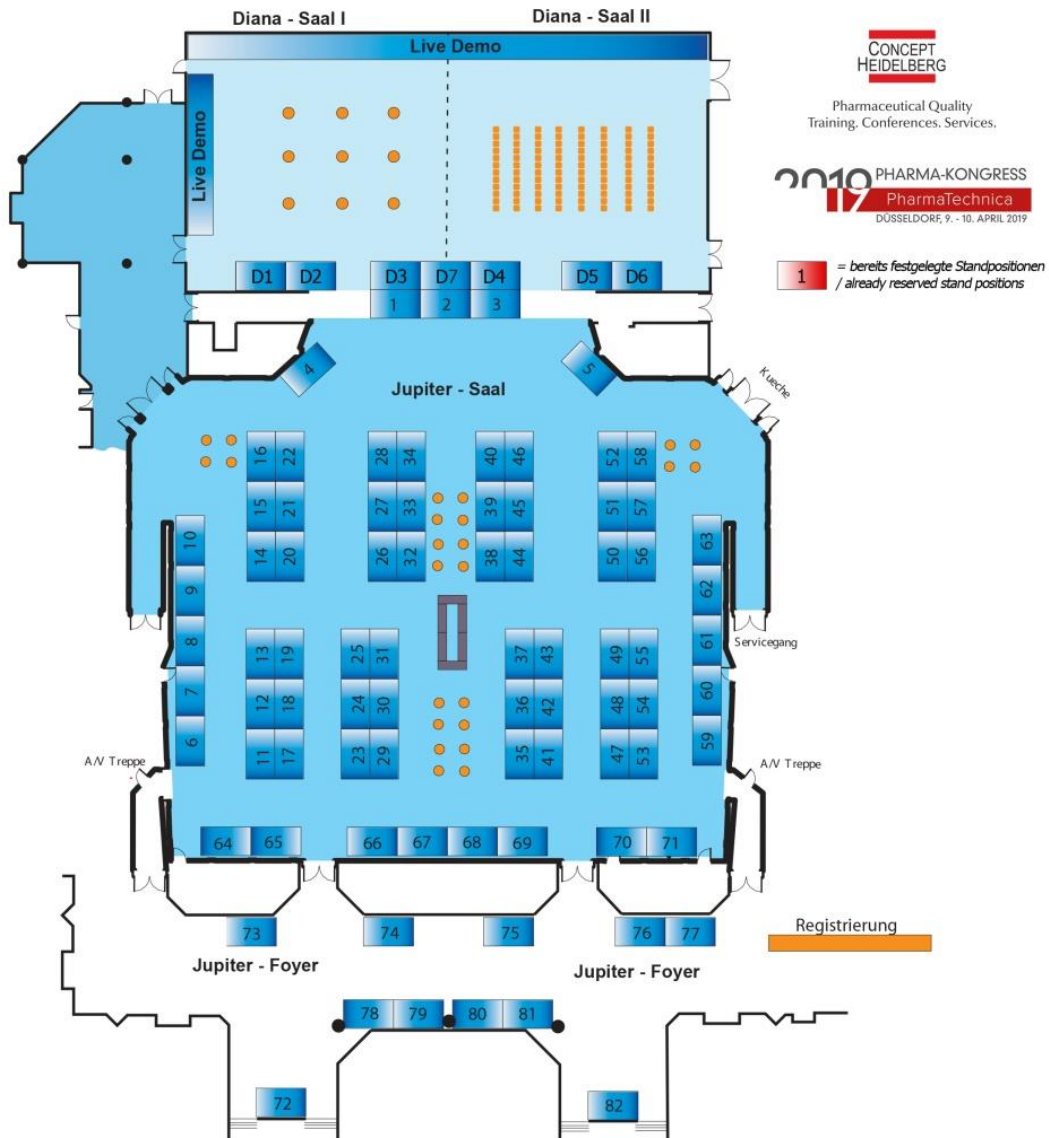 Diana - Saal I
Diana - Saal II
Live Demo
Live Demo
CONCEPT
HEIDELBERG
Pharmaceutical Quality
Training. Conferences. Services.
2019 PHARMA-KONGRESS
PharmaTechnica
DÜSSELDORF, 9. - 10. APRIL 2019
1 = bereits festgelegte Standpositionen
/ already reserved stand positions
D1 D2 D3 D7 D4 D5 D6
1 2 3
4 5
Kueche
Jupiter - Saal
16 22 28 34 40 46 52 58
15 21 27 33 39 45 51 57
14 20 26 32 38 44 50 56
10 63
9 62
8 61
Servicegang
7 60
6 59
13 19 25 31 37 43 49 55
12 18 24 30 36 42 48 54
11 17 23 29 35 41 47 53
A/V Treppe
A/V Treppe
64 65 66 67 68 69 70 71
73 74 75 76 77
Registrierung
Jupiter - Foyer
Jupiter - Foyer
78 79 80 81
72 82